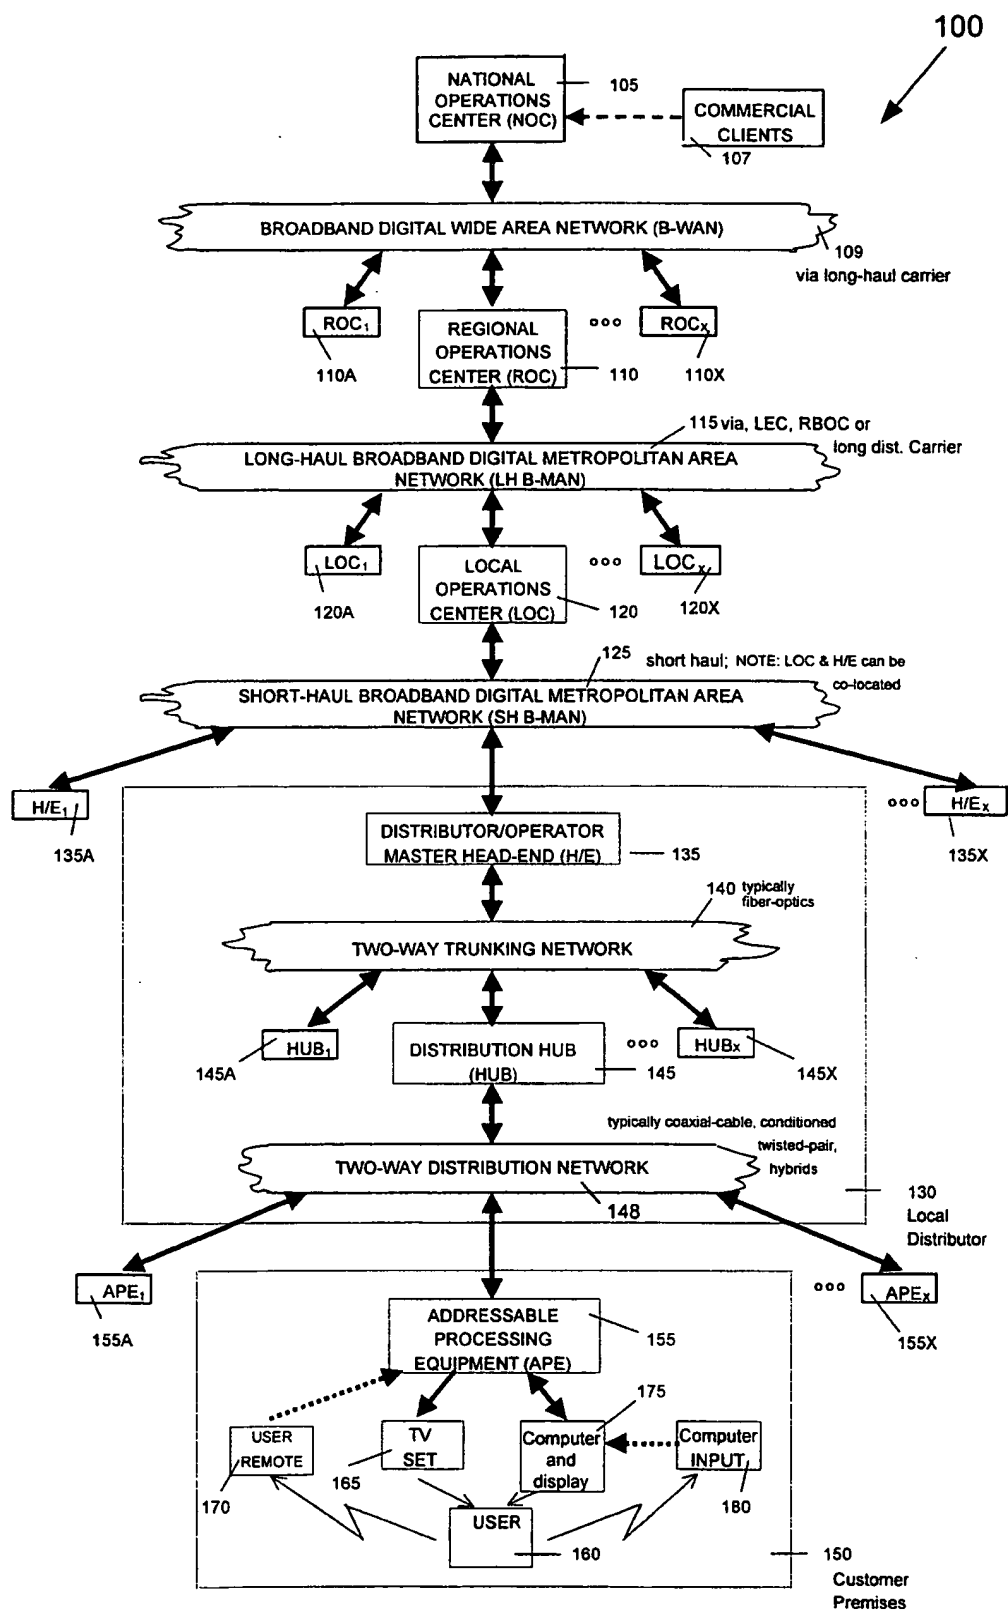 100
NATIONAL
OPERATIONS
CENTER (NOC)
105
COMMERCIAL
CLIENTS
107
BROADBAND DIGITAL WIDE AREA NETWORK (B-WAN)
109
via long-haul carrier
ROC1
REGIONAL
OPERATIONS
CENTER (ROC)
ooo
ROCx
110A
110
110X
115 via, LEC, RBOC or
long dist. Carrier
LONG-HAUL BROADBAND DIGITAL METROPOLITAN AREA
NETWORK (LH B-MAN)
LOC1
LOCAL
OPERATIONS
CENTER (LOC)
ooo
LOCx
120A
120
120X
125 short haul; NOTE: LOC & H/E can be
co-located
SHORT-HAUL BROADBAND DIGITAL METROPOLITAN AREA
NETWORK (SH B-MAN)
H/E1
ooo
H/Ex
135A
DISTRIBUTOR/OPERATOR
MASTER HEAD-END (H/E)
135
135X
140 typically
fiber-optics
TWO-WAY TRUNKING NETWORK
HUB1
DISTRIBUTION HUB
(HUB)
ooo
HUBx
145A
145
145X
typically coaxial-cable, conditioned
twisted-pair,
hybrids
TWO-WAY DISTRIBUTION NETWORK
148
130
Local
Distributor
APE1
ooo
APEx
155A
ADDRESSABLE
PROCESSING
EQUIPMENT (APE)
155
155X
175
USER
REMOTE
TV
SET
Computer
and
display
Computer
INPUT
170
165
180
USER
160
150
Customer
Premises